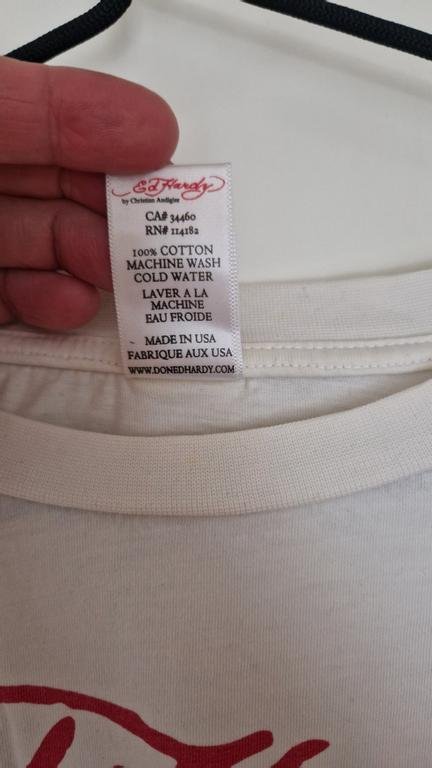 Ed Hardy
by Christian Audigier
CA# 34460
RN# 114182
100% COTTON
MACHINE WASH
COLD WATER
LAVER A LA
MACHINE
EAU FROIDE
MADE IN USA
FABRIQUE AUX USA
WWW.DONEDHARDY.COM